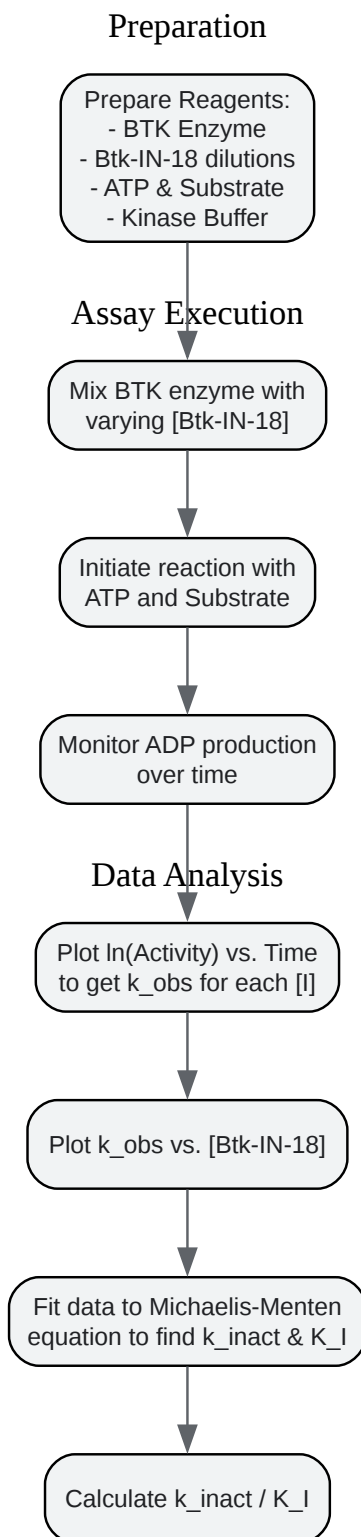 Preparation
Prepare Reagents:
- BTK Enzyme
- Btk-IN-18 dilutions
- ATP & Substrate
- Kinase Buffer
Assay Execution
Mix BTK enzyme with
varying [Btk-IN-18]
Initiate reaction with
ATP and Substrate
Monitor ADP production
over time
Data Analysis
Plot ln(Activity) vs. Time
to get k_obs for each [I]
Plot k_obs vs. [Btk-IN-18]
Fit data to Michaelis-Menten
equation to find k_inact & K_I
Calculate k_inact / K_I